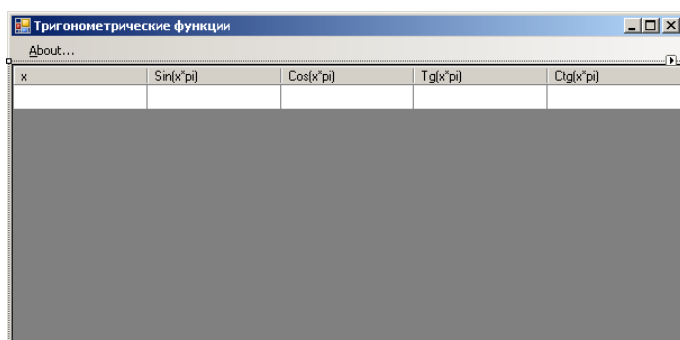 Тригонометрические функции
About...
x Sin(x*pi) Cos(x*pi) Tg(x*pi) Ctg(x*pi)